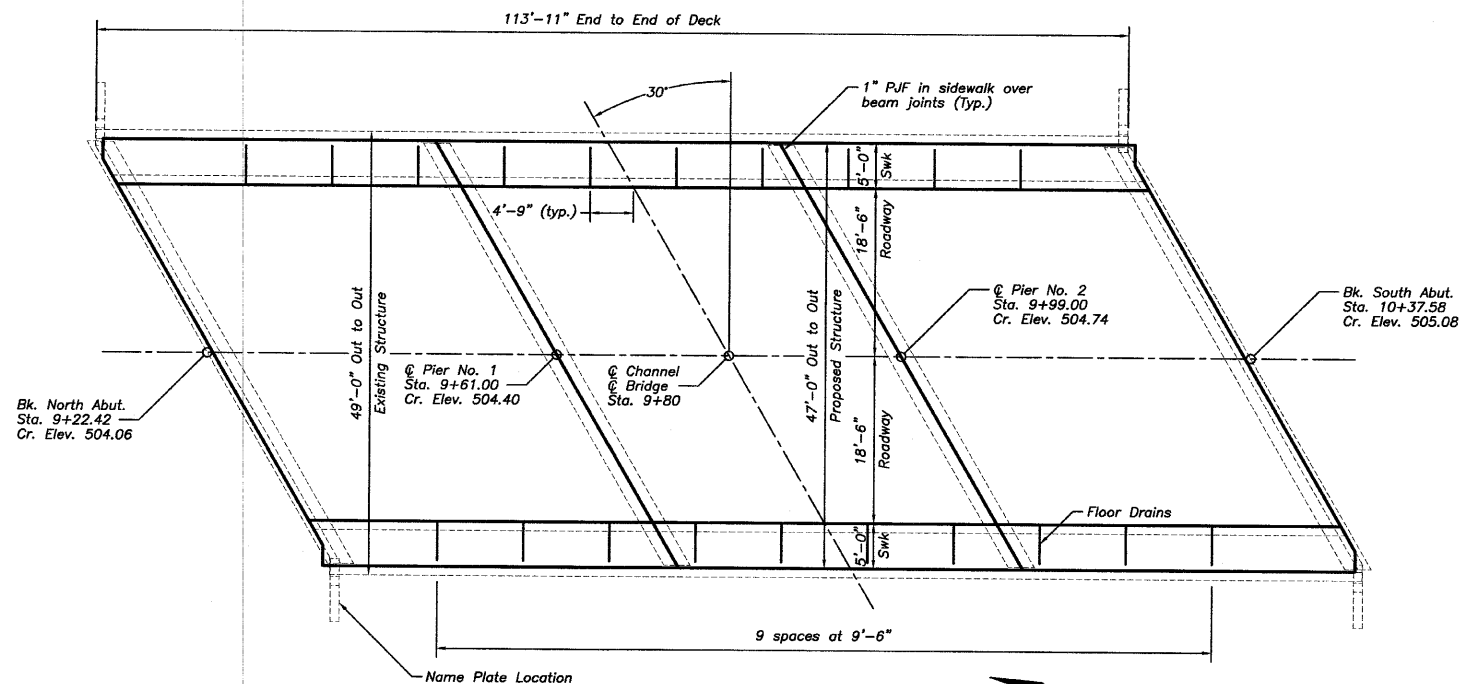 113'-11" End to End of Deck
30°
1" PJF in sidewalk over
beam joints (Typ.)
5'-0"
Swk
4'-9" (typ.)
18'-6"
Roadway
49'-0" Out to Out
Existing Structure
47'-0" Out to Out
Proposed Structure
℄ Pier No. 2
Sta. 9+99.00
Cr. Elev. 504.74
Bk. South Abut.
Sta. 10+37.58
Cr. Elev. 505.08
℄ Pier No. 1
Sta. 9+61.00
Cr. Elev. 504.40
℄ Channel
℄ Bridge
Sta. 9+80
Bk. North Abut.
Sta. 9+22.42
Cr. Elev. 504.06
18'-6"
Roadway
Floor Drains
5'-0"
Swk
9 spaces at 9'-6"
Name Plate Location